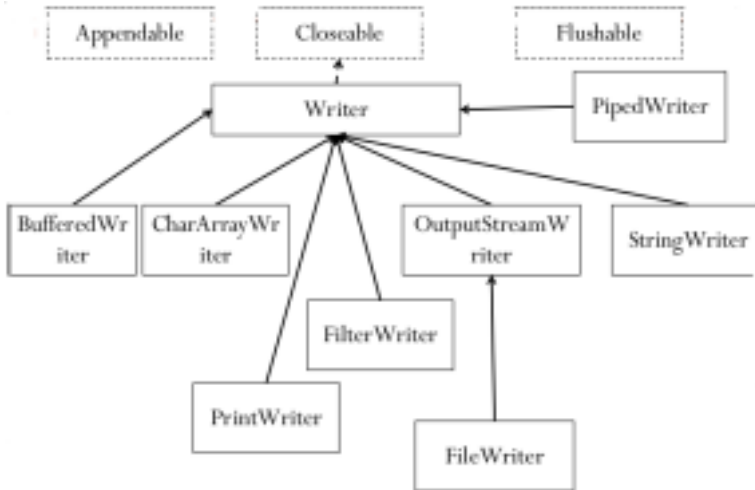 Appendable
Closeable
Flushable
Writer
PipedWriter
BufferedWr
iter
CharArrayWr
iter
OutputStreamW
riter
StringWriter
FilterWriter
PrintWriter
FileWriter